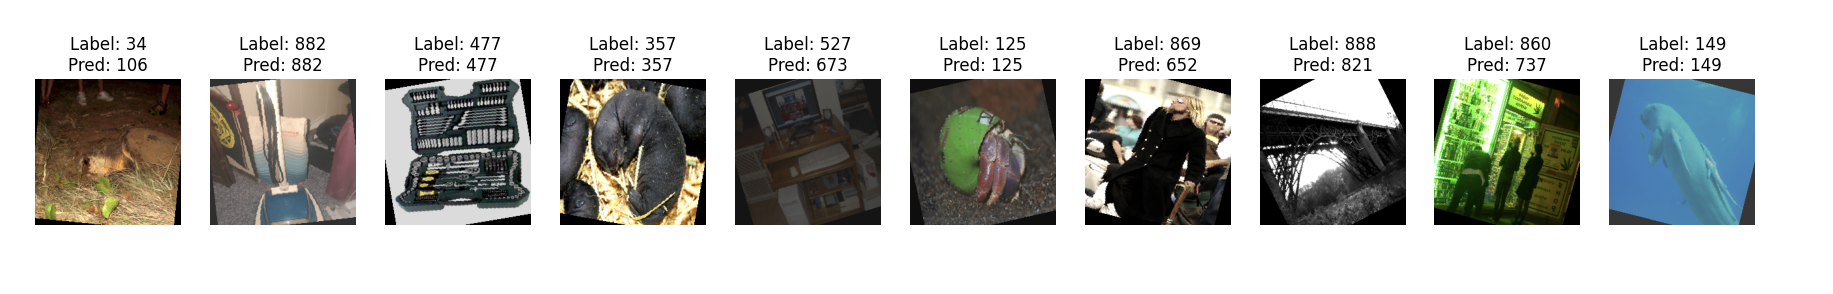 Label: 34
Pred: 106
Label: 882
Pred: 882
Label: 477
Pred: 477
Label: 357
Pred: 357
Label: 527
Pred: 673
Label: 125
Pred: 125
Label: 869
Pred: 652
Label: 888
Pred: 821
Label: 860
Pred: 737
Label: 149
Pred: 149